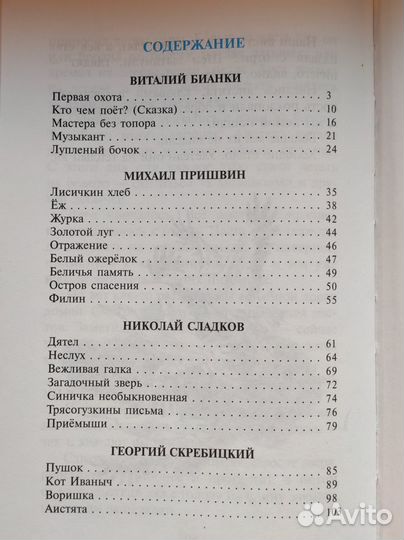 СОДЕРЖАНИЕ
ВИТАЛИЙ БИАНКИ
Первая охота 3
Кто чем поёт? (Сказка) 10
Мастера без топора 16
Музыкант 21
Лупленый бочок 24
МИХАИЛ ПРИШВИН
Лисичкин хлеб 35
Ёж 38
Журка 42
Золотой луг 44
Отражение 46
Белый ожерёлок 47
Беличья память 49
Остров спасения 50
Филин 55
НИКОЛАЙ СЛАДКОВ
Дятел 61
Неслух 64
Вежливая галка 69
Загадочный зверь 72
Синичка необыкновенная 74
Трясогузкины письма 76
Приёмыши 79
ГЕОРГИЙ СКРЕБИЦКИЙ
Пушок 85
Кот Иваныч 89
Воришка 98
Аистята 103
Avito